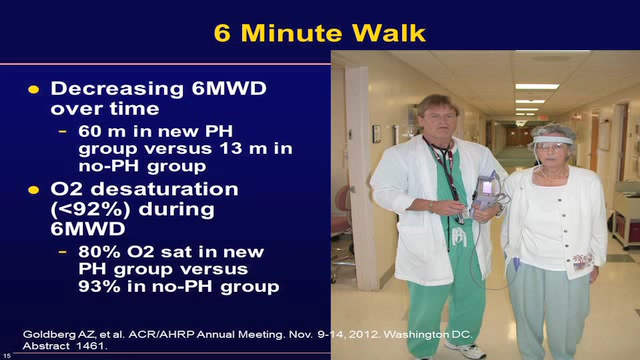 6 Minute Walk
● Decreasing 6MWD
over time
- 60 m in new PH
group versus 13 m in
no-PH group
● O2 desaturation
(<92%) during
6MWD
- 80% O2 sat in new
PH group versus
93% in no-PH group
Goldberg AZ, et al. ACR/AHRP Annual Meeting. Nov. 9-14, 2012. Washington DC.
Abstract 1461.
15